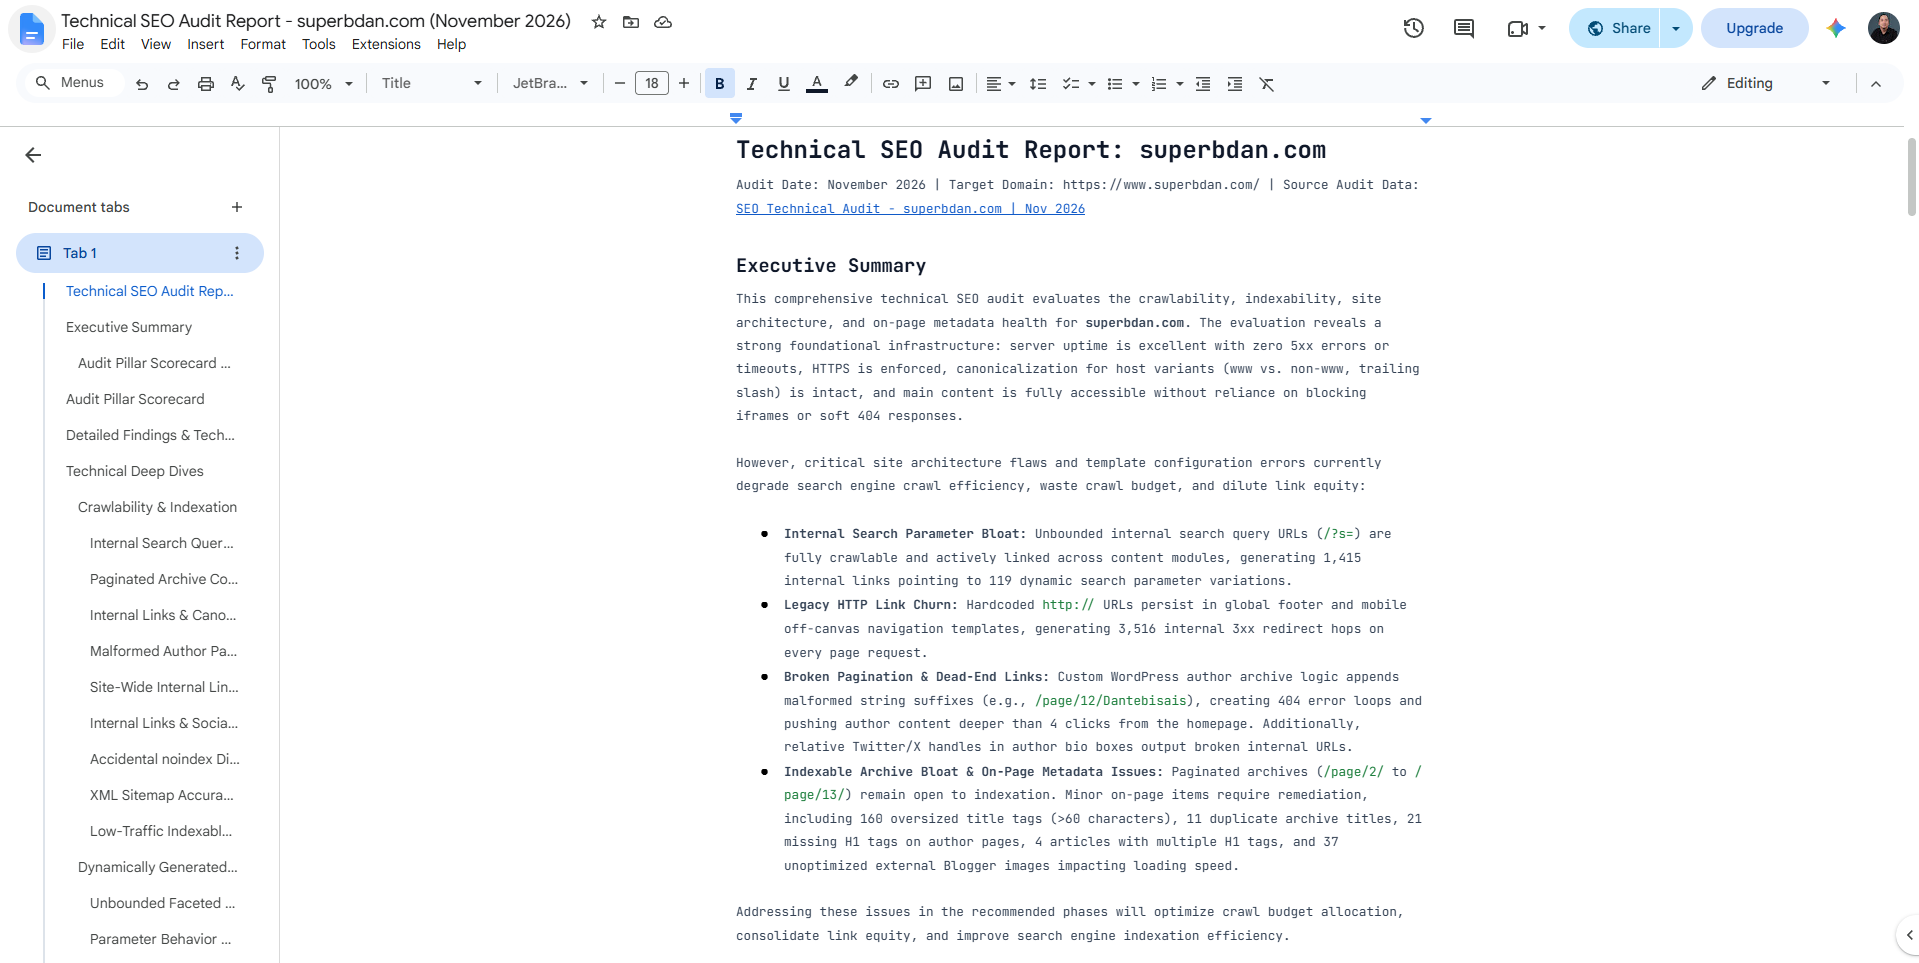 Technical SEO Audit Report - superbdan.com (November 2026)
File Edit View Insert Format Tools Extensions Help
Share
Upgrade
Menus
100%
Title
JetBra...
18
B
Editing
Document tabs
Tab 1
Technical SEO Audit Rep...
Executive Summary
Audit Pillar Scorecard ...
Audit Pillar Scorecard
Detailed Findings & Tech...
Technical Deep Dives
Crawlability & Indexation
Internal Search Quer...
Paginated Archive Co...
Internal Links & Cano...
Malformed Author Pa...
Site-Wide Internal Lin...
Internal Links & Socia...
Accidental noindex Di...
XML Sitemap Accura...
Low-Traffic Indexabl...
Dynamically Generated...
Unbounded Faceted ...
Parameter Behavior ...
Technical SEO Audit Report: superbdan.com
Audit Date: November 2026 | Target Domain: https://www.superbdan.com/ | Source Audit Data:
SEO Technical Audit - superbdan.com | Nov 2026
Executive Summary
This comprehensive technical SEO audit evaluates the crawlability, indexability, site
architecture, and on-page metadata health for superbdan.com. The evaluation reveals a
strong foundational infrastructure: server uptime is excellent with zero 5xx errors or
timeouts, HTTPS is enforced, canonicalization for host variants (www vs. non-www, trailing
slash) is intact, and main content is fully accessible without reliance on blocking
iframes or soft 404 responses.
However, critical site architecture flaws and template configuration errors currently
degrade search engine crawl efficiency, waste crawl budget, and dilute link equity:
● Internal Search Parameter Bloat: Unbounded internal search query URLs (/?s=) are
fully crawlable and actively linked across content modules, generating 1,415
internal links pointing to 119 dynamic search parameter variations.
● Legacy HTTP Link Churn: Hardcoded http:// URLs persist in global footer and mobile
off-canvas navigation templates, generating 3,516 internal 3xx redirect hops on
every page request.
● Broken Pagination & Dead-End Links: Custom WordPress author archive logic appends
malformed string suffixes (e.g., /page/12/Dantebisais), creating 404 error loops and
pushing author content deeper than 4 clicks from the homepage. Additionally,
relative Twitter/X handles in author bio boxes output broken internal URLs.
● Indexable Archive Bloat & On-Page Metadata Issues: Paginated archives (/page/2/ to /
page/13/) remain open to indexation. Minor on-page items require remediation,
including 160 oversized title tags (>60 characters), 11 duplicate archive titles, 21
missing H1 tags on author pages, 4 articles with multiple H1 tags, and 37
unoptimized external Blogger images impacting loading speed.
Addressing these issues in the recommended phases will optimize crawl budget allocation,
consolidate link equity, and improve search engine indexation efficiency.